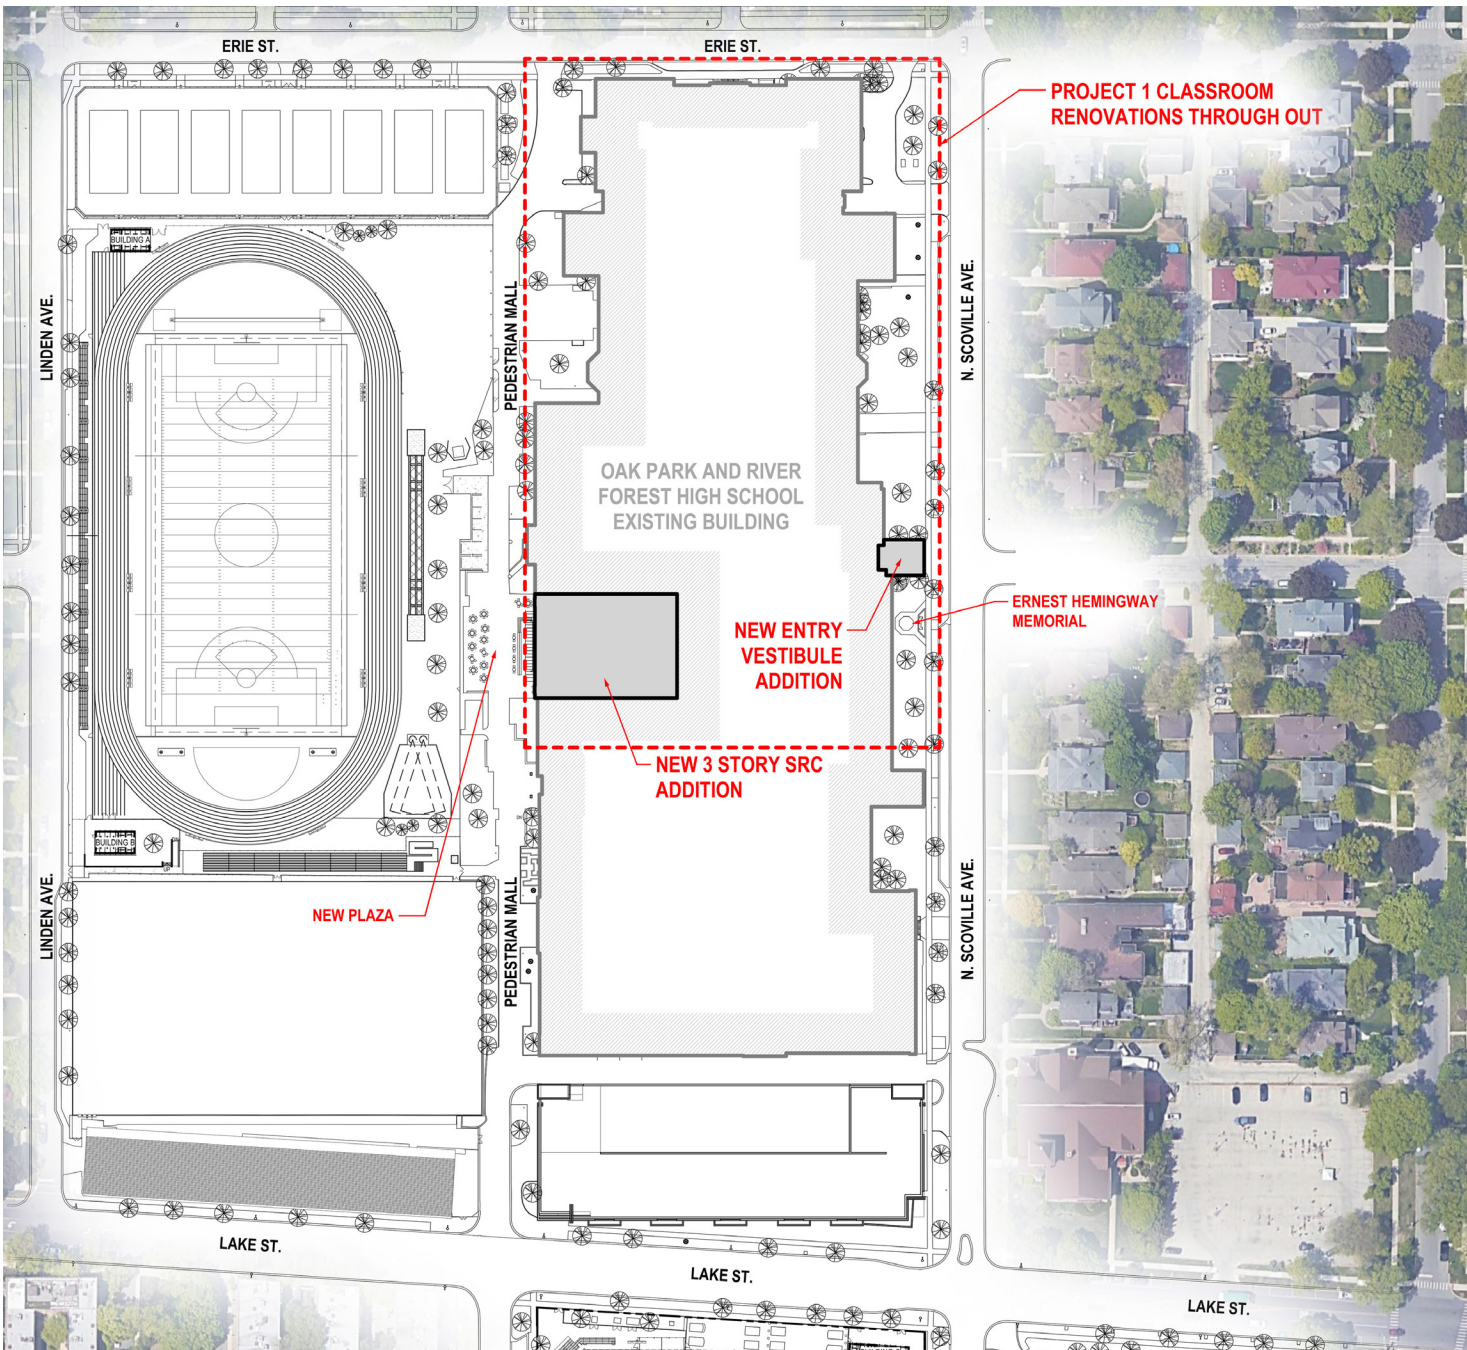 ERIE ST.
ERIE ST.
PROJECT 1 CLASSROOM
RENOVATIONS THROUGH OUT
BUILDING A
LINDEN AVE.
PEDESTRIAN MALL
N. SCOVILLE AVE.
OAK PARK AND RIVER
FOREST HIGH SCHOOL
EXISTING BUILDING
ERNEST HEMINGWAY
MEMORIAL
NEW ENTRY
VESTIBULE
ADDITION
NEW 3 STORY SRC
ADDITION
BUILDING B
NEW PLAZA
LINDEN AVE.
PEDESTRIAN MALL
N. SCOVILLE AVE.
LAKE ST.
LAKE ST.
LAKE ST.